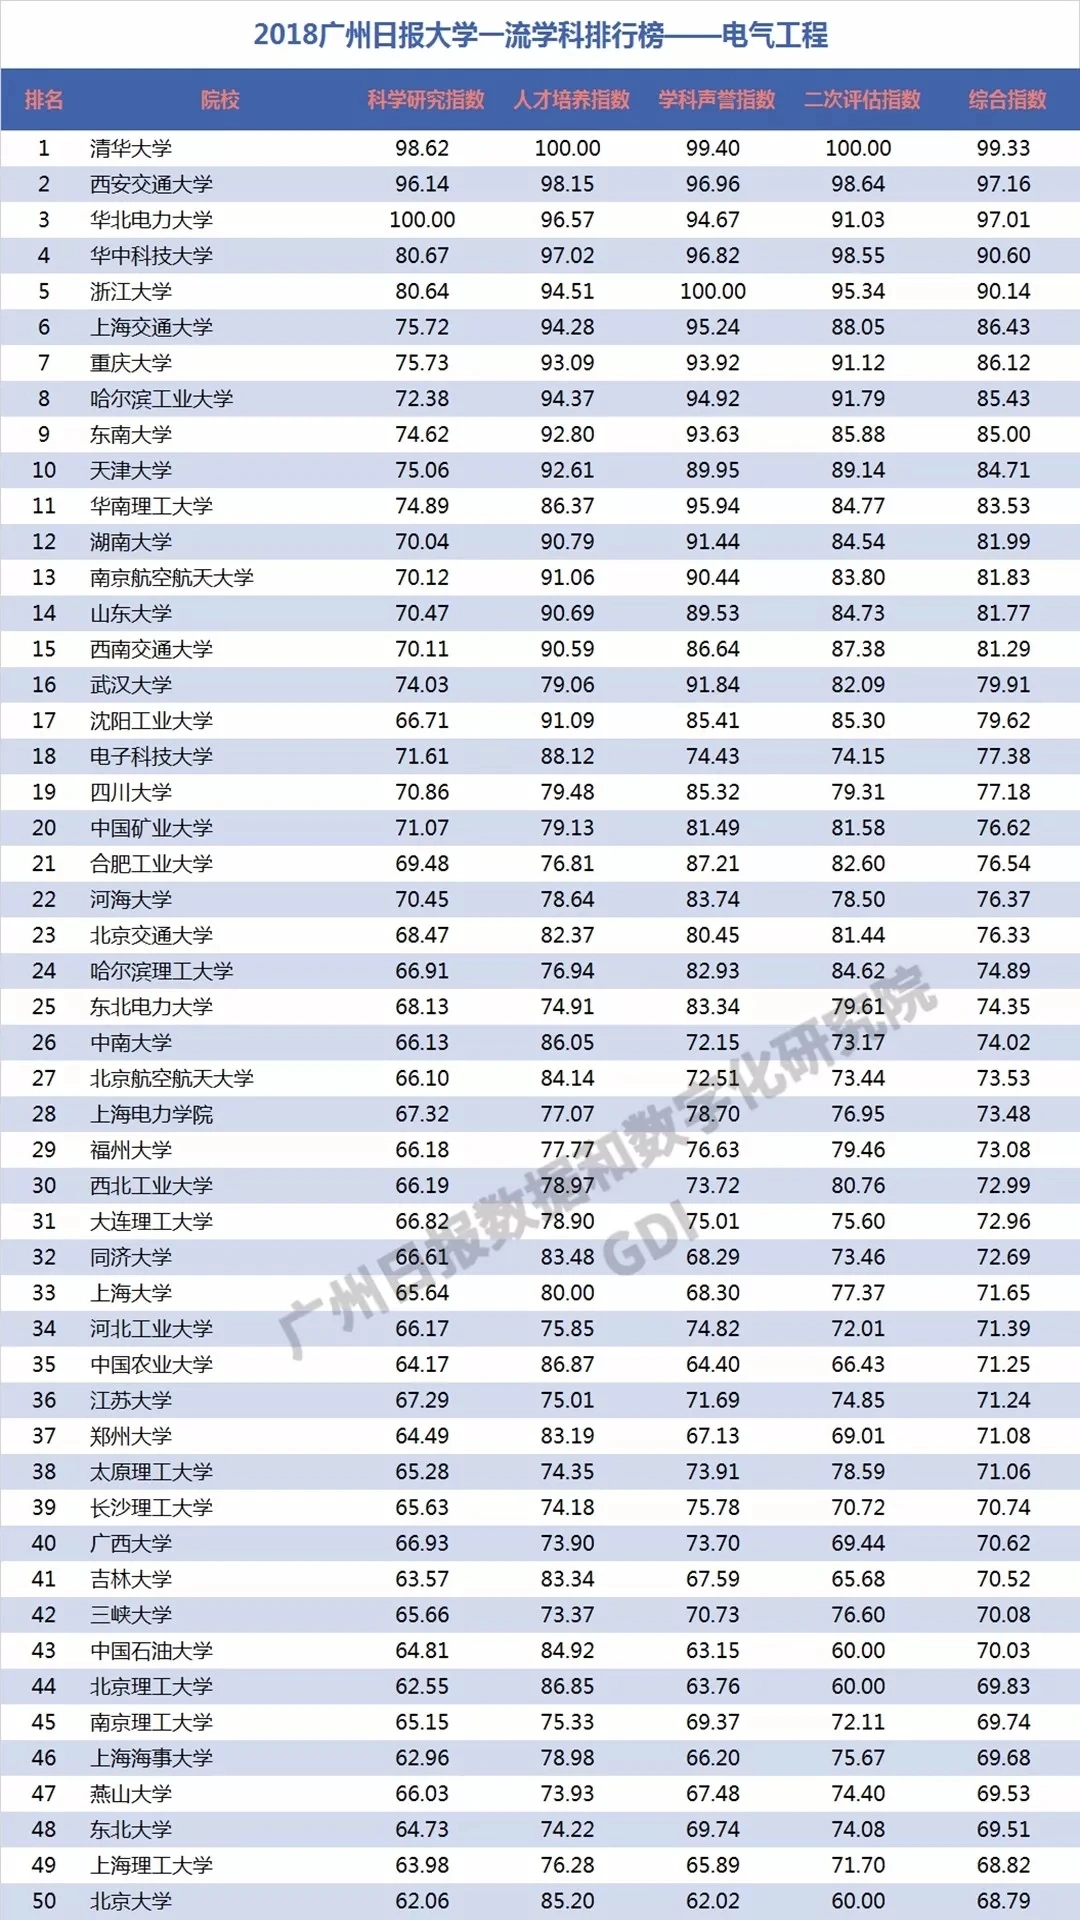 2018广州日报大学一流学科排行榜——电气工程
排名 院校 科学研究指数 人才培养指数 学科声誉指数 二次评估指数 综合指数
1 清华大学 98.62 100.00 99.40 100.00 99.33
2 西安交通大学 96.14 98.15 96.96 98.64 97.16
3 华北电力大学 100.00 96.57 94.67 91.03 97.01
4 华中科技大学 80.67 97.02 96.82 98.55 90.60
5 浙江大学 80.64 94.51 100.00 95.34 90.14
6 上海交通大学 75.72 94.28 95.24 88.05 86.43
7 重庆大学 75.73 93.09 93.92 91.12 86.12
8 哈尔滨工业大学 72.38 94.37 94.92 91.79 85.43
9 东南大学 74.62 92.80 93.63 85.88 85.00
10 天津大学 75.06 92.61 89.95 89.14 84.71
11 华南理工大学 74.89 86.37 95.94 84.77 83.53
12 湖南大学 70.04 90.79 91.44 84.54 81.99
13 南京航空航天大学 70.12 91.06 90.44 83.80 81.83
14 山东大学 70.47 90.69 89.53 84.73 81.77
15 西南交通大学 70.11 90.59 86.64 87.38 81.29
16 武汉大学 74.03 79.06 91.84 82.09 79.91
17 沈阳工业大学 66.71 91.09 85.41 85.30 79.62
18 电子科技大学 71.61 88.12 74.43 74.15 77.38
19 四川大学 70.86 79.48 85.32 79.31 77.18
20 中国矿业大学 71.07 79.13 81.49 81.58 76.62
21 合肥工业大学 69.48 76.81 87.21 82.60 76.54
22 河海大学 70.45 78.64 83.74 78.50 76.37
23 北京交通大学 68.47 82.37 80.45 81.44 76.33
24 哈尔滨理工大学 66.91 76.94 82.93 84.62 74.89
25 东北电力大学 68.13 74.91 83.34 79.61 74.35
26 中南大学 66.13 86.05 72.15 73.17 74.02
27 北京航空航天大学 66.10 84.14 72.51 73.44 73.53
28 上海电力学院 67.32 77.07 78.70 76.95 73.48
29 福州大学 66.18 77.77 76.63 79.46 73.08
30 西北工业大学 66.19 78.97 73.72 80.76 72.99
31 大连理工大学 66.82 78.90 75.01 75.60 72.96
32 同济大学 66.61 83.48 68.29 73.46 72.69
33 上海大学 65.64 80.00 68.30 77.37 71.65
34 河北工业大学 66.17 75.85 74.82 72.01 71.39
35 中国农业大学 64.17 86.87 64.40 66.43 71.25
36 江苏大学 67.29 75.01 71.69 74.85 71.24
37 郑州大学 64.49 83.19 67.13 69.01 71.08
38 太原理工大学 65.28 74.35 73.91 78.59 71.06
39 长沙理工大学 65.63 74.18 75.78 70.72 70.74
40 广西大学 66.93 73.90 73.70 69.44 70.62
41 吉林大学 63.57 83.34 67.59 65.68 70.52
42 三峡大学 65.66 73.37 70.73 76.60 70.08
43 中国石油大学 64.81 84.92 63.15 60.00 70.03
44 北京理工大学 62.55 86.85 63.76 60.00 69.83
45 南京理工大学 65.15 75.33 69.37 72.11 69.74
46 上海海事大学 62.96 78.98 66.20 75.67 69.68
47 燕山大学 66.03 73.93 67.48 74.40 69.53
48 东北大学 64.73 74.22 69.74 74.08 69.51
49 上海理工大学 63.98 76.28 65.89 71.70 68.82
50 北京大学 62.06 85.20 62.02 60.00 68.79
广州日报数据和数字化研究院
GDI